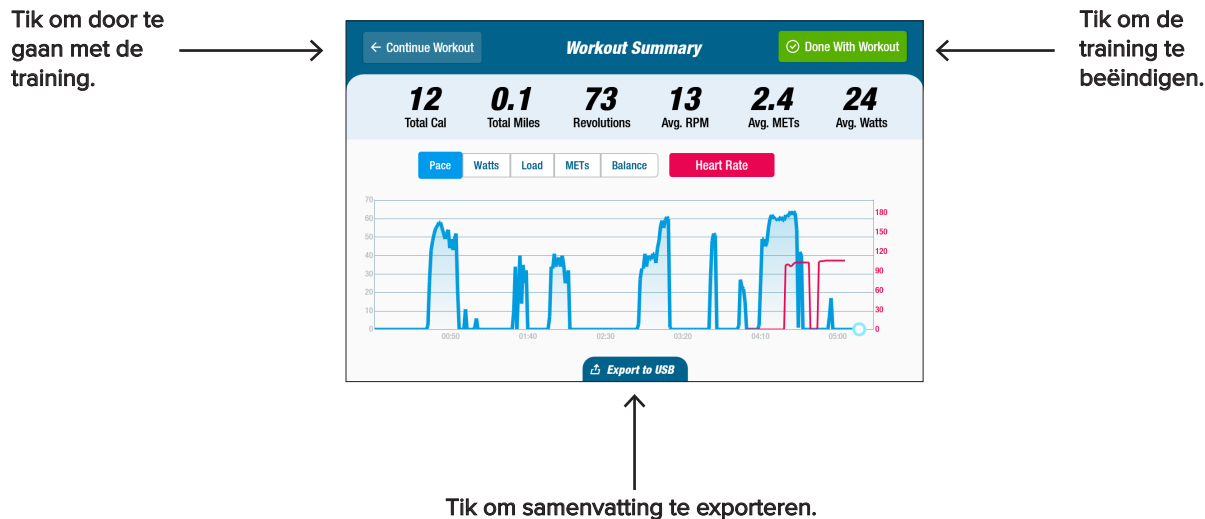 Tik om door te
gaan met de
training.
Tik om de
training te
beëindigen.
← Continue Workout
Workout Summary
Done With Workout
12 0.1 73 13 2.4 24
Total Cal Total Miles Revolutions Avg. RPM Avg. METs Avg. Watts
Pace Watts Load METs Balance Heart Rate
70
60
50
40
30
20
10
0
180
150
120
90
60
30
0
00:50 01:40 02:30 03:20 04:10 05:00
Export to USB
Tik om samenvatting te exporteren.